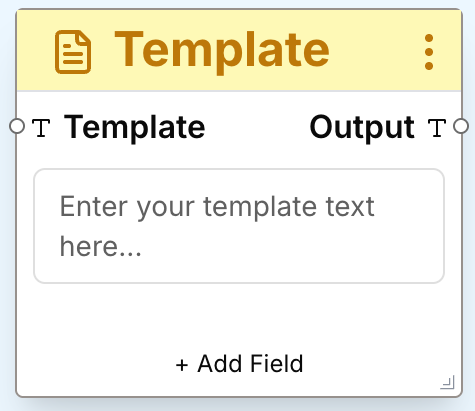 Template
T Template Output T
Enter your template text
here...
+ Add Field